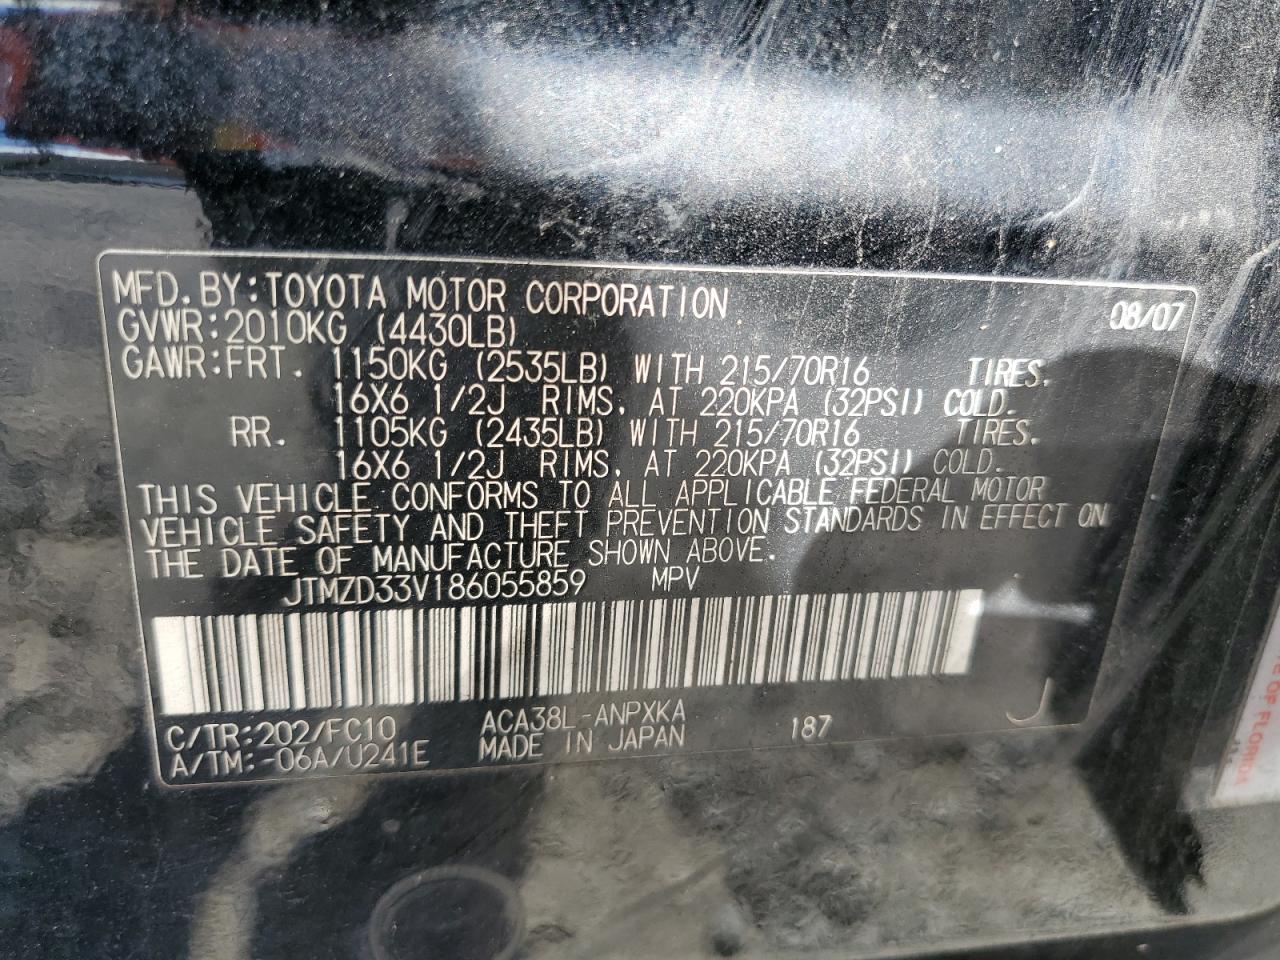 MFD.BY:TOYOTA MOTOR CORPORATION 08/07
GVWR:2010KG (4430LB)
GAWR:FRT. 1150KG (2535LB) WITH 215/70R16 TIRES.
16X6 1/2J RIMS, AT 220KPA (32PSI) COLD.
RR. 1105KG (2435LB) WITH 215/70R16 TIRES.
16X6 1/2J RIMS, AT 220KPA (32PSI) COLD.
THIS VEHICLE CONFORMS TO ALL APPLICABLE FEDERAL MOTOR
VEHICLE SAFETY AND THEFT PREVENTION STANDARDS IN EFFECT ON
THE DATE OF MANUFACTURE SHOWN ABOVE.
JTMZD33V186055859 MPV
C/TR:202/FC10 ACA38L-ANPXKA 187 J
A/TM:-06A/U241E MADE IN JAPAN
OF FLORIDA